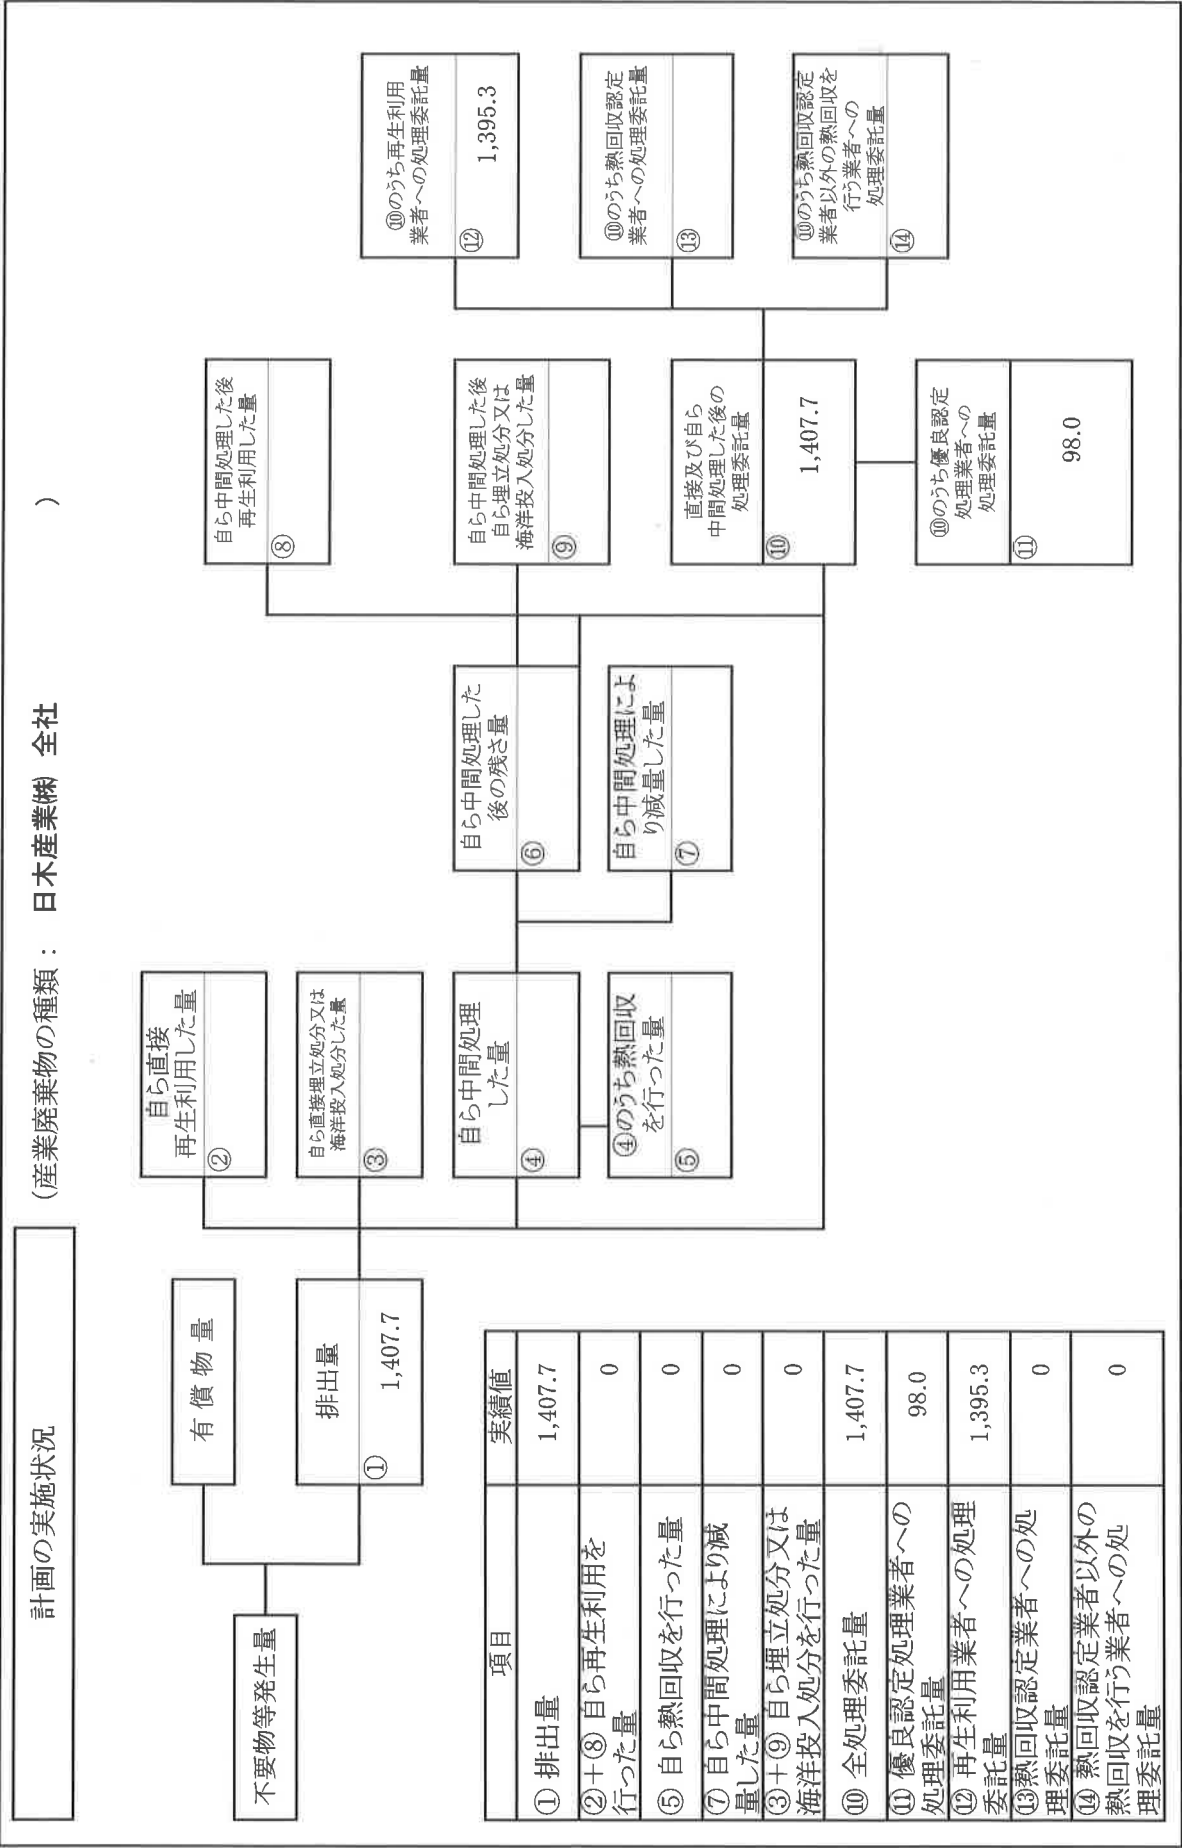 計画の実施状況
(産業廃棄物の種類： 日木産業㈱ 全社 )
不要物等発生量
有償物量
排出量
①
1,407.7
自ら直接
再生利用した量
②
自ら直接埋立処分又は
海洋投入処分した量
③
自ら中間処理
した量
④
④のうち熱回収
を行った量
⑤
自ら中間処理した
後の残さ量
⑥
自ら中間処理によ
り減量した量
⑦
自ら中間処理した後
再生利用した量
⑧
自ら中間処理した後
自ら埋立処分又は
海洋投入処分した量
⑨
直接及び自ら
中間処理した後の
処理委託量
⑩
1,407.7
⑩のうち優良認定
処理業者への
処理委託量
⑪
98.0
⑩のうち再生利用
業者への処理委託量
⑫
1,395.3
⑩のうち熱回収認定
業者への処理委託量
⑬
⑩のうち熱回収認定
業者以外の熱回収を
行う業者への
処理委託量
⑭
項目 実績値
①排出量 1,407.7
②＋⑧自ら再生利用を
行った量 0
⑤自ら熱回収を行った量 0
⑦自ら中間処理により減
量した量 0
③＋⑨自ら埋立処分又は
海洋投入処分を行った量 0
⑩全処理委託量 1,407.7
⑪優良認定処理業者への
処理委託量 98.0
⑫再生利用業者への処理
委託量 1,395.3
⑬熱回収認定業者への処
理委託量 0
⑭熱回収認定業者以外の
熱回収を行う業者への処
理委託量 0